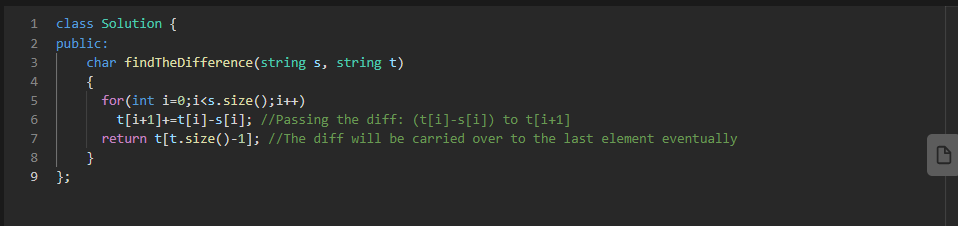 1 class Solution {
2 public:
3 char findTheDifference(string s, string t)
4 {
5 for(int i=0;i<s.size();i++)
6 t[i+1]+=t[i]-s[i]; //Passing the diff: (t[i]-s[i]) to t[i+1]
7 return t[t.size()-1]; //The diff will be carried over to the last element eventually
8 }
9 };